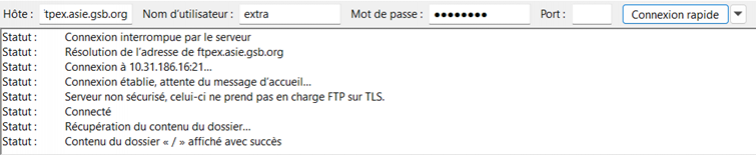 Hôte : ftpex.asie.gsb.org Nom d'utilisateur : extra Mot de passe : ●●●●●●●● Port : Connexion rapide
Statut : Connexion interrompue par le serveur
Statut : Résolution de l'adresse de ftpex.asie.gsb.org
Statut : Connexion à 10.31.186.16:21...
Statut : Connexion établie, attente du message d'accueil...
Statut : Serveur non sécurisé, celui-ci ne prend pas en charge FTP sur TLS.
Statut : Connecté
Statut : Récupération du contenu du dossier...
Statut : Contenu du dossier « / » affiché avec succès